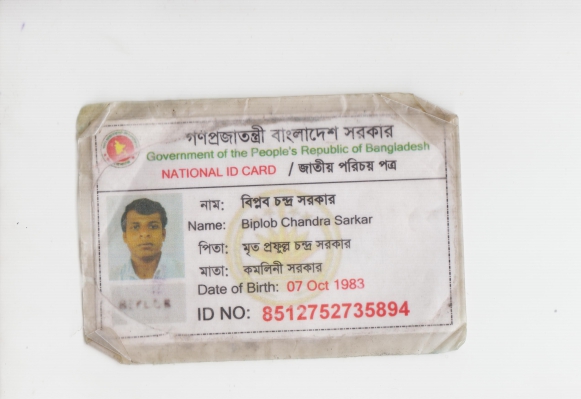 গণপ্রজাতন্ত্রী বাংলাদেশ সরকার
Government of the People's Republic of Bangladesh
NATIONAL ID CARD / জাতীয় পরিচয় পত্র
নাম: বিপ্লব চন্দ্র সরকার
Name: Biplob Chandra Sarkar
পিতা: মৃত প্রফুল্ল চন্দ্র সরকার
মাতা: কমলিনী সরকার
Date of Birth: 07 Oct 1983
ID NO: 8512752735894